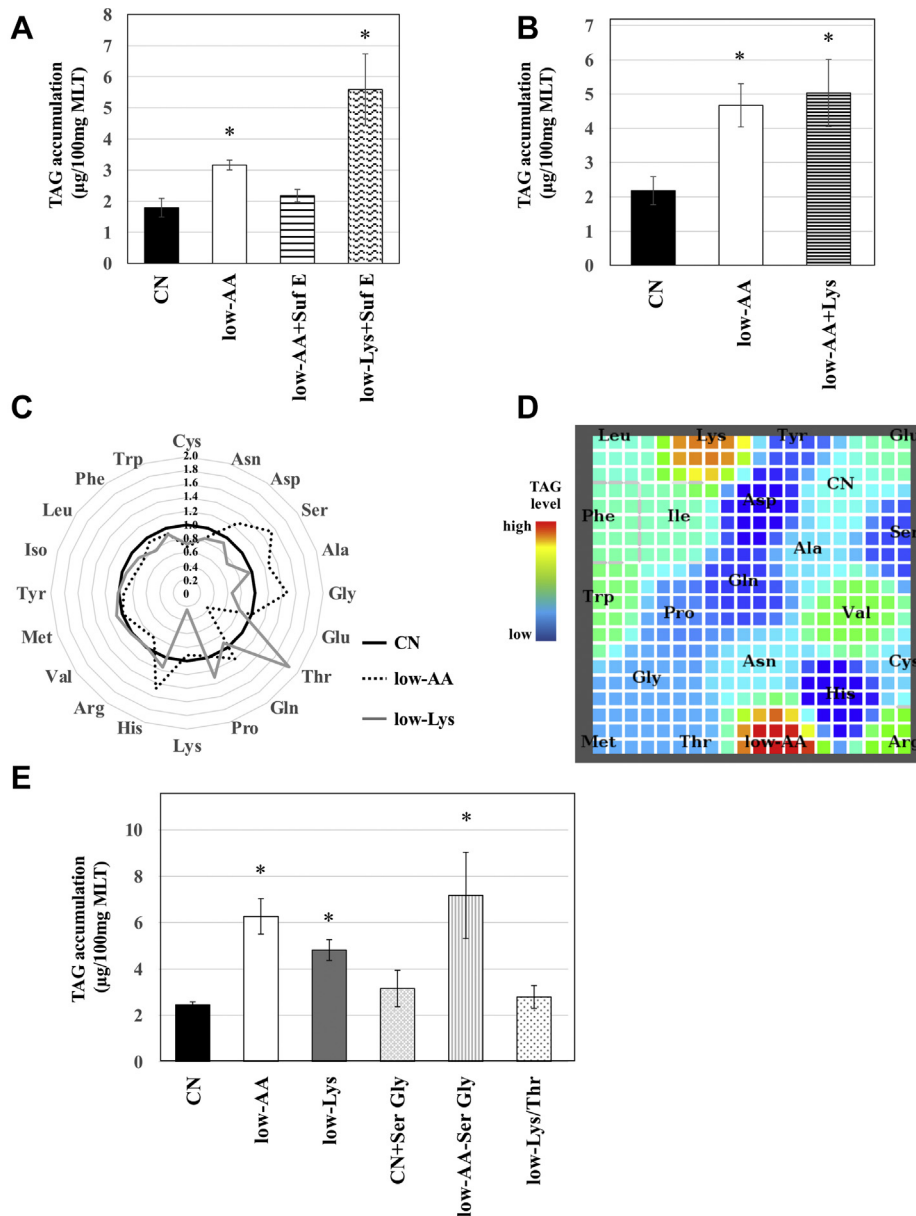 A
TAG accumulation
(µg/100mg MLT)
8
7
6
5
4
3
2
1
0
*
*
CN
low-AA
low-AA+Suf E
low-Lys+Suf E
B
TAG accumulation
(µg/100mg MLT)
7
6
5
4
3
2
1
0
*
*
CN
low-AA
low-AA+Lys
C
Cys
Asn
Asp
Ser
Ala
Gly
Glu
Thr
Gln
Pro
Lys
His
Arg
Val
Met
Tyr
Iso
Leu
Phe
Trp
2.0
1.8
1.6
1.4
1.2
1.0
0.8
0.6
0.4
0.2
0
CN
low-AA
low-Lys
D
TAG
level
high
low
Leu Lys Tyr Glu
CN
Asp
Phe Ile Ser
Ala
Gln
Trp Pro Val
Asn Cys
Gly His
Met Thr low-AA Arg
E
TAG accumulation
(µg/100mg MLT)
10
8
6
4
2
0
*
*
*
CN
low-AA
low-Lys
CN+Ser Gly
low-AA-Ser Gly
low-Lys/Thr